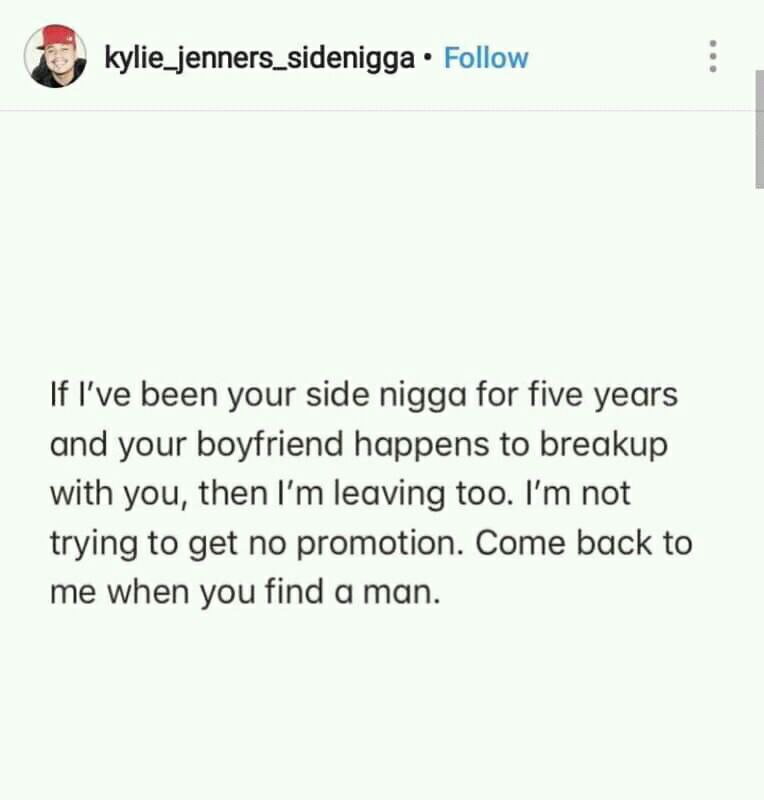 kylie_jenners_sidenigga • Follow
If I've been your side nigga for five years
and your boyfriend happens to breakup
with you, then I'm leaving too. I'm not
trying to get no promotion. Come back to
me when you find a man.